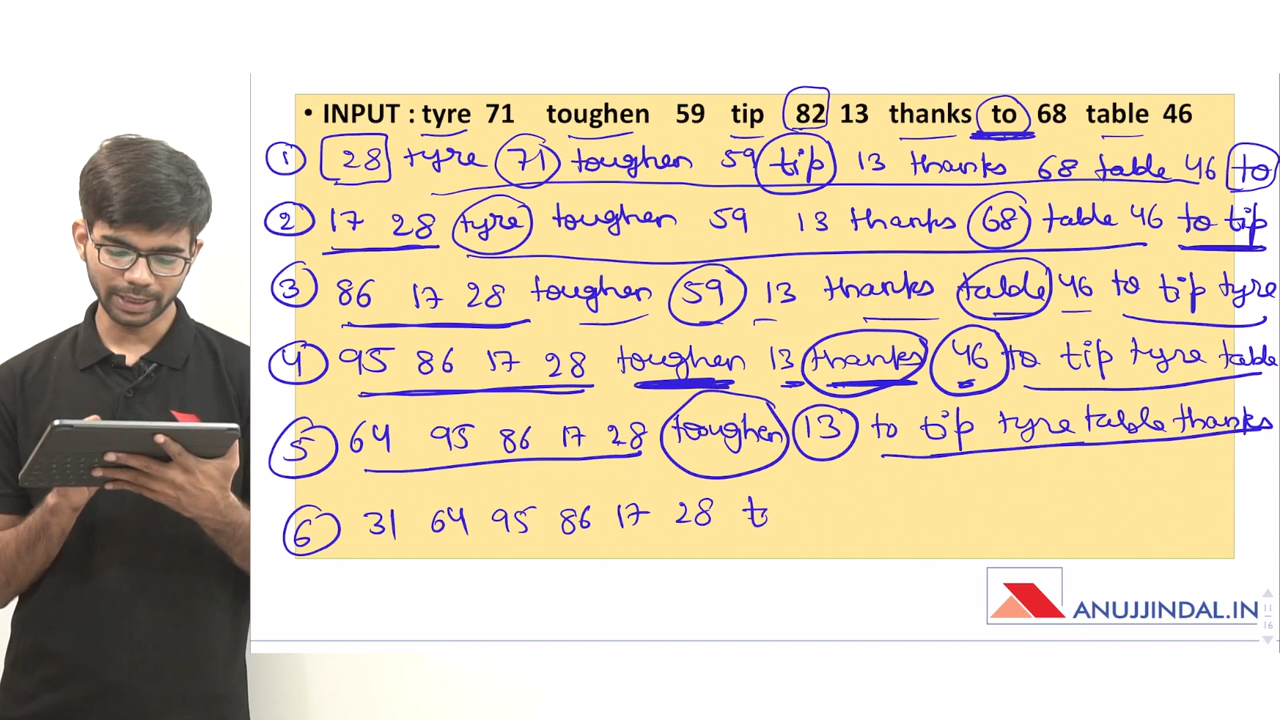 • INPUT : tyre 71 toughen 59 tip 82 13 thanks to 68 table 46
① 28 tyre 71 toughen 59 tip 13 thanks 68 table 46 to
② 17 28 tyre toughen 59 13 thanks 68 table 46 to tip
③ 86 17 28 toughen 59 13 thanks table 46 to tip tyre
④ 95 86 17 28 toughen 13 thanks 46 to tip tyre table
⑤ 64 95 86 17 28 toughen 13 to tip tyre table thanks
⑥ 31 64 95 86 17 28 t
ANUJJINDAL.IN
11
16